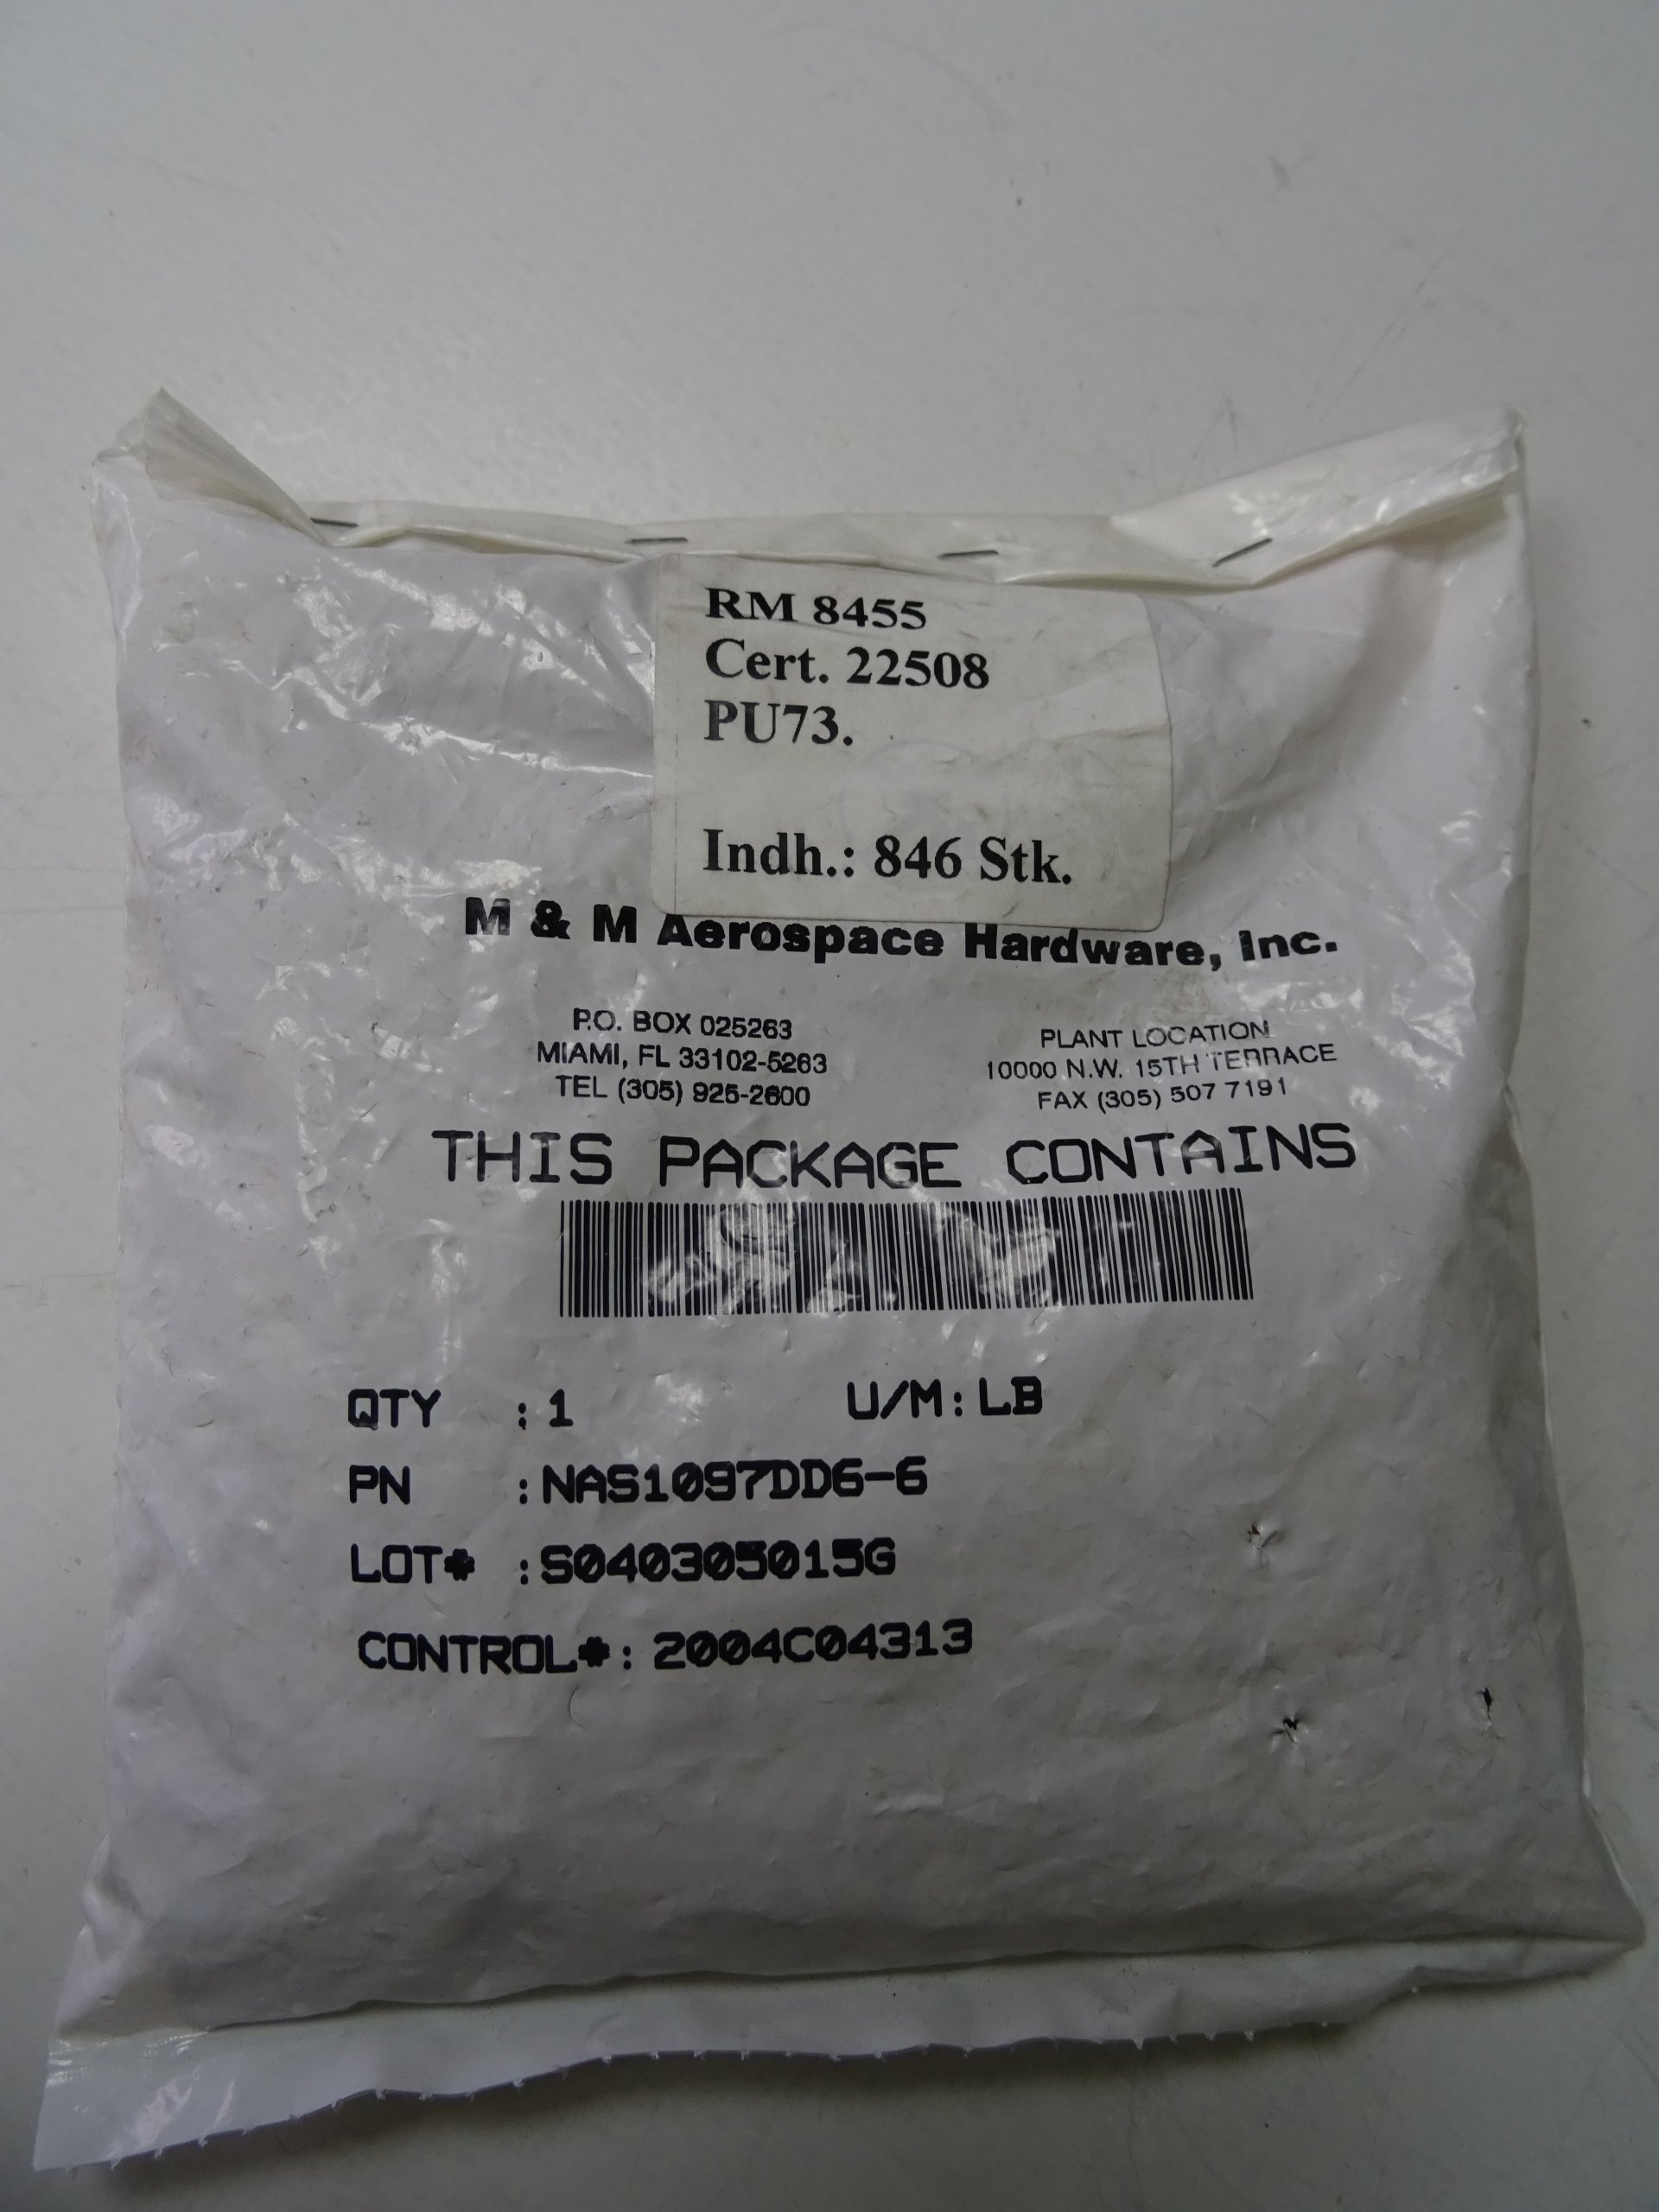 RM 8455
Cert. 22508
PU73.
Indh.: 846 Stk.
M & M Aerospace Hardware, Inc.
P.O. BOX 025263
MIAMI, FL 33102-5263
TEL (305) 925-2600
PLANT LOCATION
10000 N.W. 15TH TERRACE
FAX (305) 507 7191
THIS PACKAGE CONTAINS
QTY : 1 U/M: LB
PN : NAS1097DD6-6
LOT# : S040305015G
CONTROL#: 2004C04313